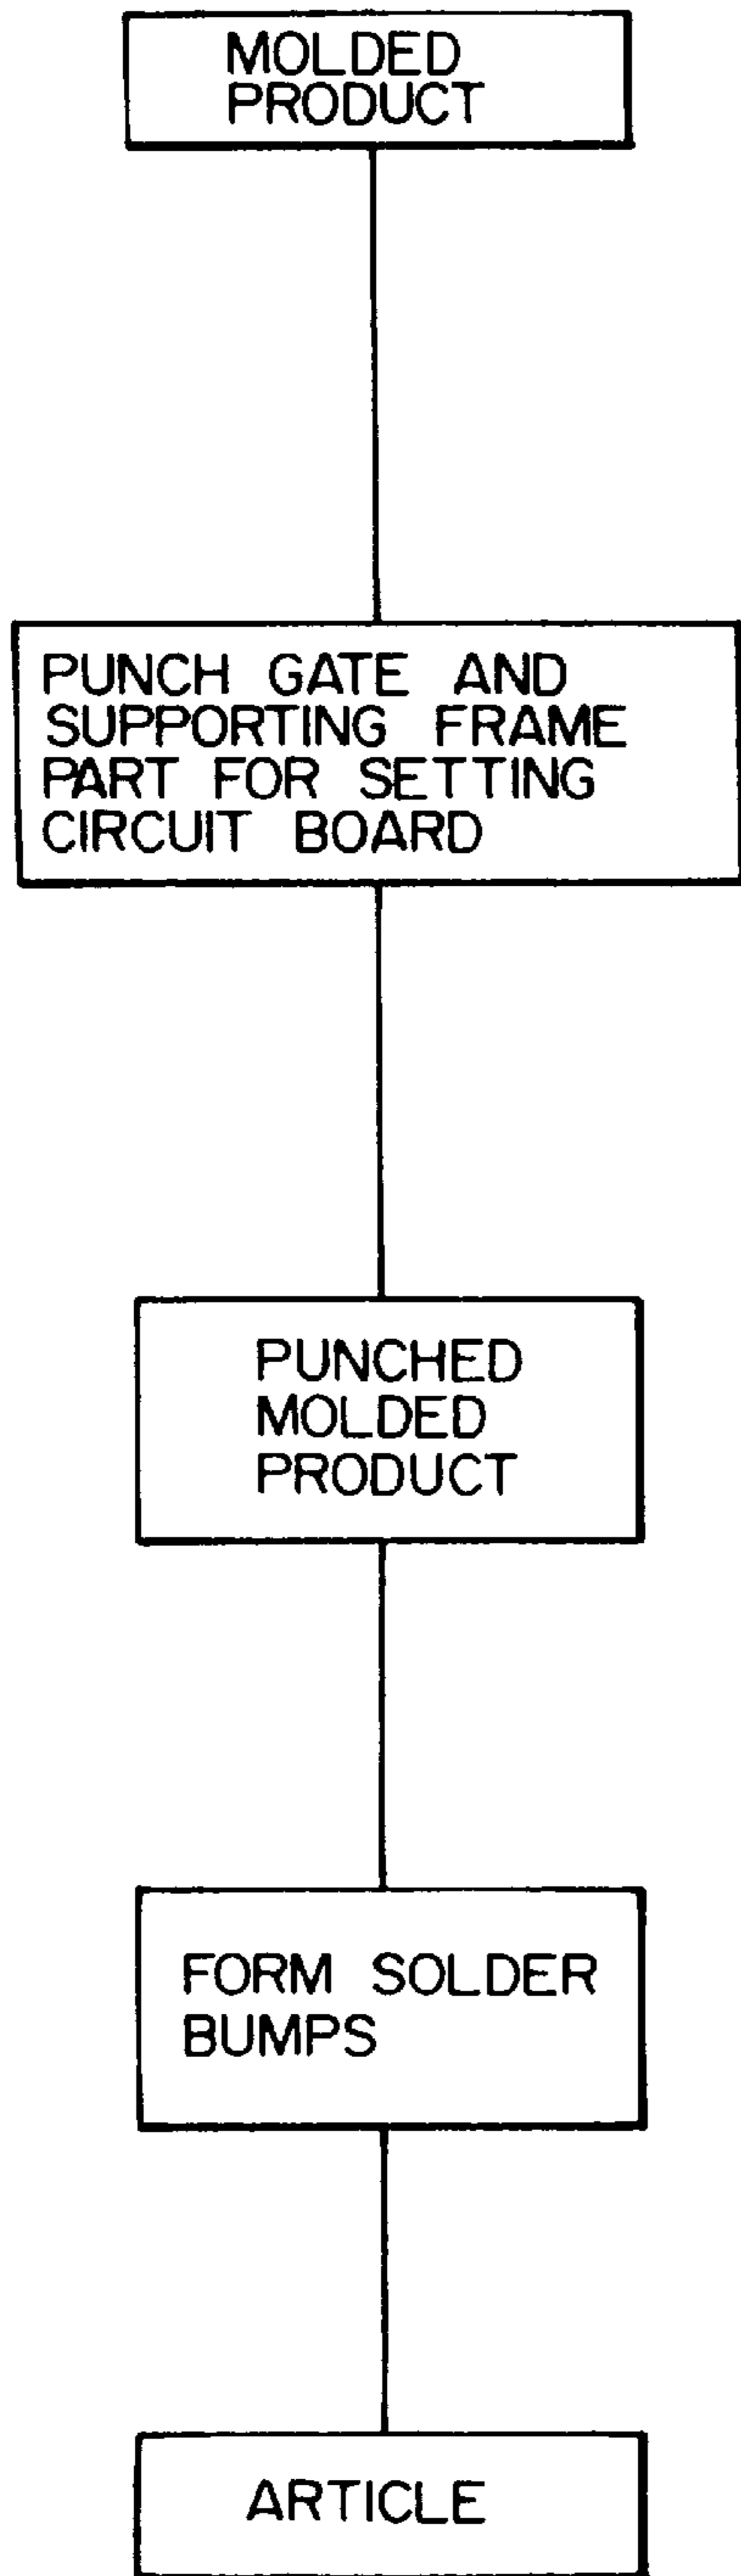 MOLDED
PRODUCT
PUNCH GATE AND
SUPPORTING FRAME
PART FOR SETTING
CIRCUIT BOARD
PUNCHED
MOLDED
PRODUCT
FORM SOLDER
BUMPS
ARTICLE